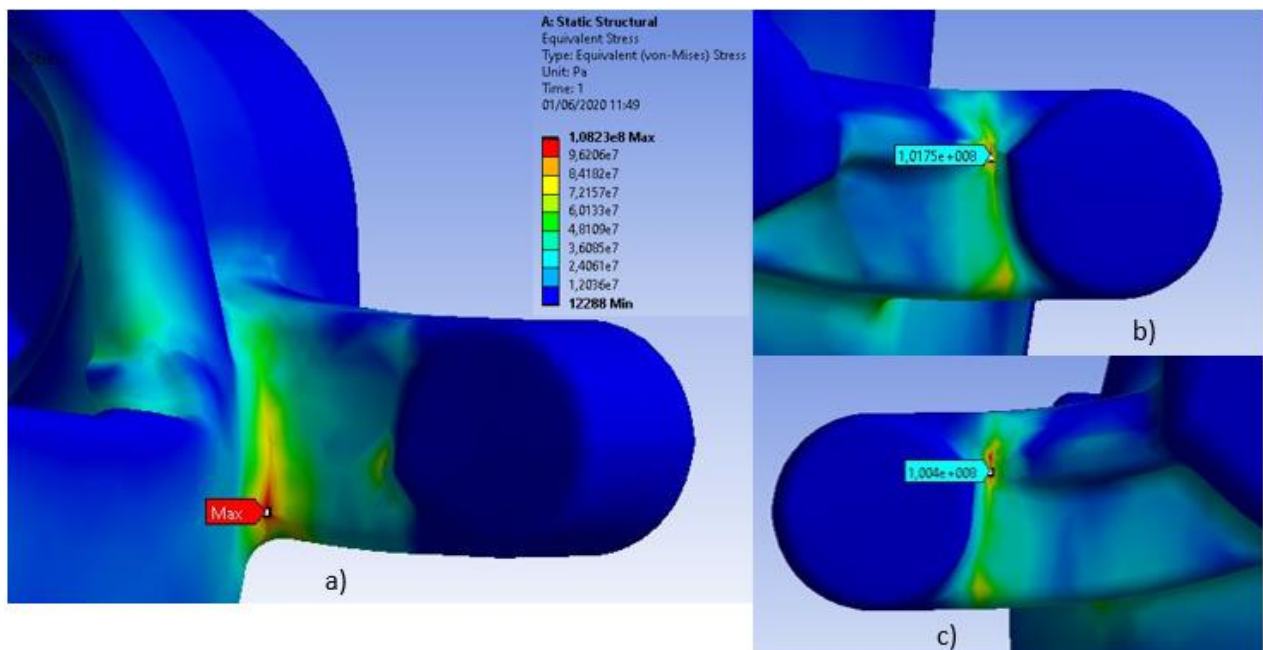 A: Static Structural
Equivalent Stress
Type: Equivalent (von-Mises) Stress
Unit: Pa
Time: 1
01/06/2020 11:49
1,0823e8 Max
9,6206e7
8,4182e7
7,2157e7
6,0133e7
4,8109e7
3,6085e7
2,4061e7
1,2036e7
12288 Min
Max
a)
1,0175e+008
b)
1,004e+008
c)